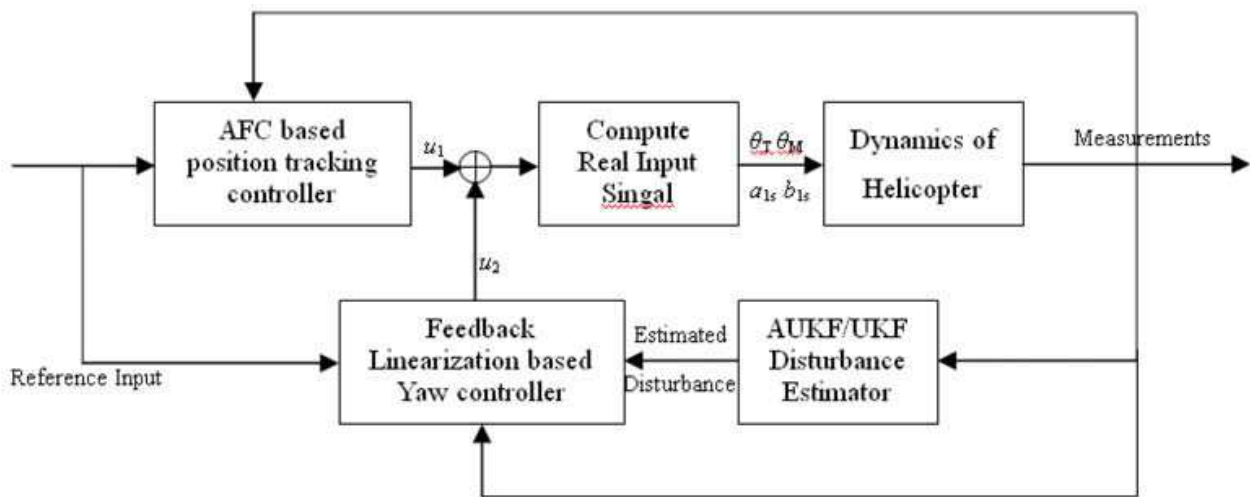 AFC based
position tracking
controller
u₁
Compute
Real Input
Singal
θT θM
a1s b1s
Dynamics of
Helicopter
Measurements
u₂
Reference Input
Feedback
Linearization based
Yaw controller
Estimated
Disturbance
AUKF/UKF
Disturbance
Estimator